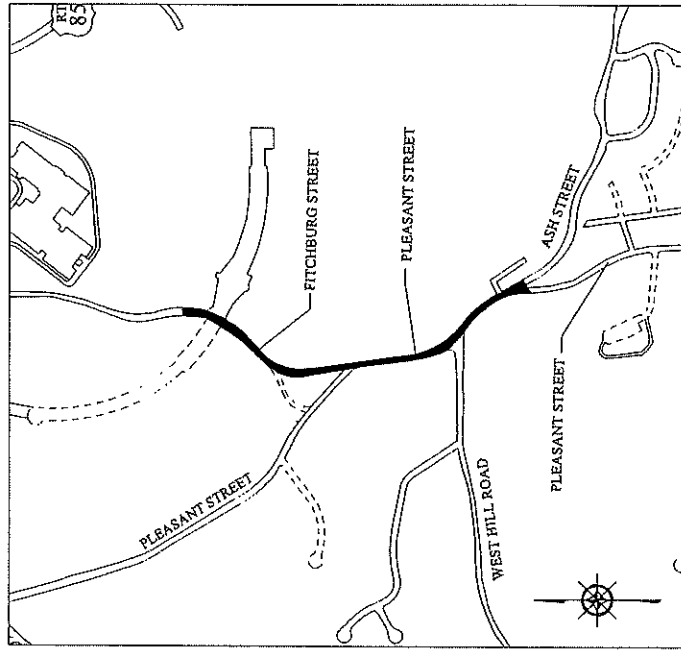 RT
85
FITCHBURG STREET
PLEASANT STREET
ASH STREET
PLEASANT STREET
PLEASANT STREET
WEST HILL ROAD